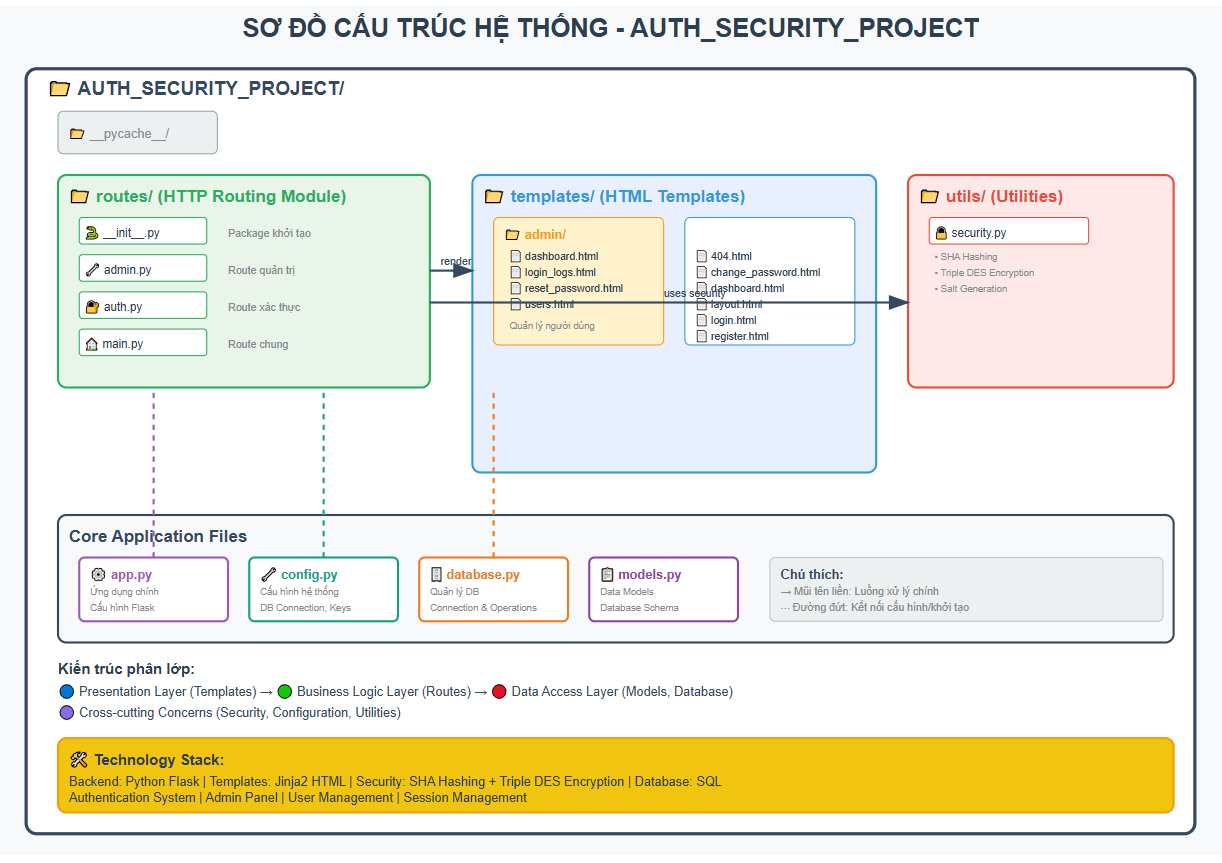 SƠ ĐỒ CẤU TRÚC HỆ THỐNG - AUTH_SECURITY_PROJECT
AUTH_SECURITY_PROJECT/
__pycache__/
routes/ (HTTP Routing Module)
__init__.py
Package khởi tạo
admin.py
Route quản trị
auth.py
Route xác thực
main.py
Route chung
render
templates/ (HTML Templates)
admin/
dashboard.html
login_logs.html
reset_password.html
users.html
Quản lý người dùng
404.html
change_password.html
dashboard.html
layout.html
login.html
register.html
uses security
utils/ (Utilities)
security.py
• SHA Hashing
• Triple DES Encryption
• Salt Generation
Core Application Files
app.py
Ứng dụng chính
Cấu hình Flask
config.py
Cấu hình hệ thống
DB Connection, Keys
database.py
Quản lý DB
Connection & Operations
models.py
Data Models
Database Schema
Chú thích:
→ Mũi tên liền: Luồng xử lý chính
··· Đường đứt: Kết nối cấu hình/khởi tạo
Kiến trúc phân lớp:
Presentation Layer (Templates) → Business Logic Layer (Routes) → Data Access Layer (Models, Database)
Cross-cutting Concerns (Security, Configuration, Utilities)
Technology Stack:
Backend: Python Flask | Templates: Jinja2 HTML | Security: SHA Hashing + Triple DES Encryption | Database: SQL
Authentication System | Admin Panel | User Management | Session Management